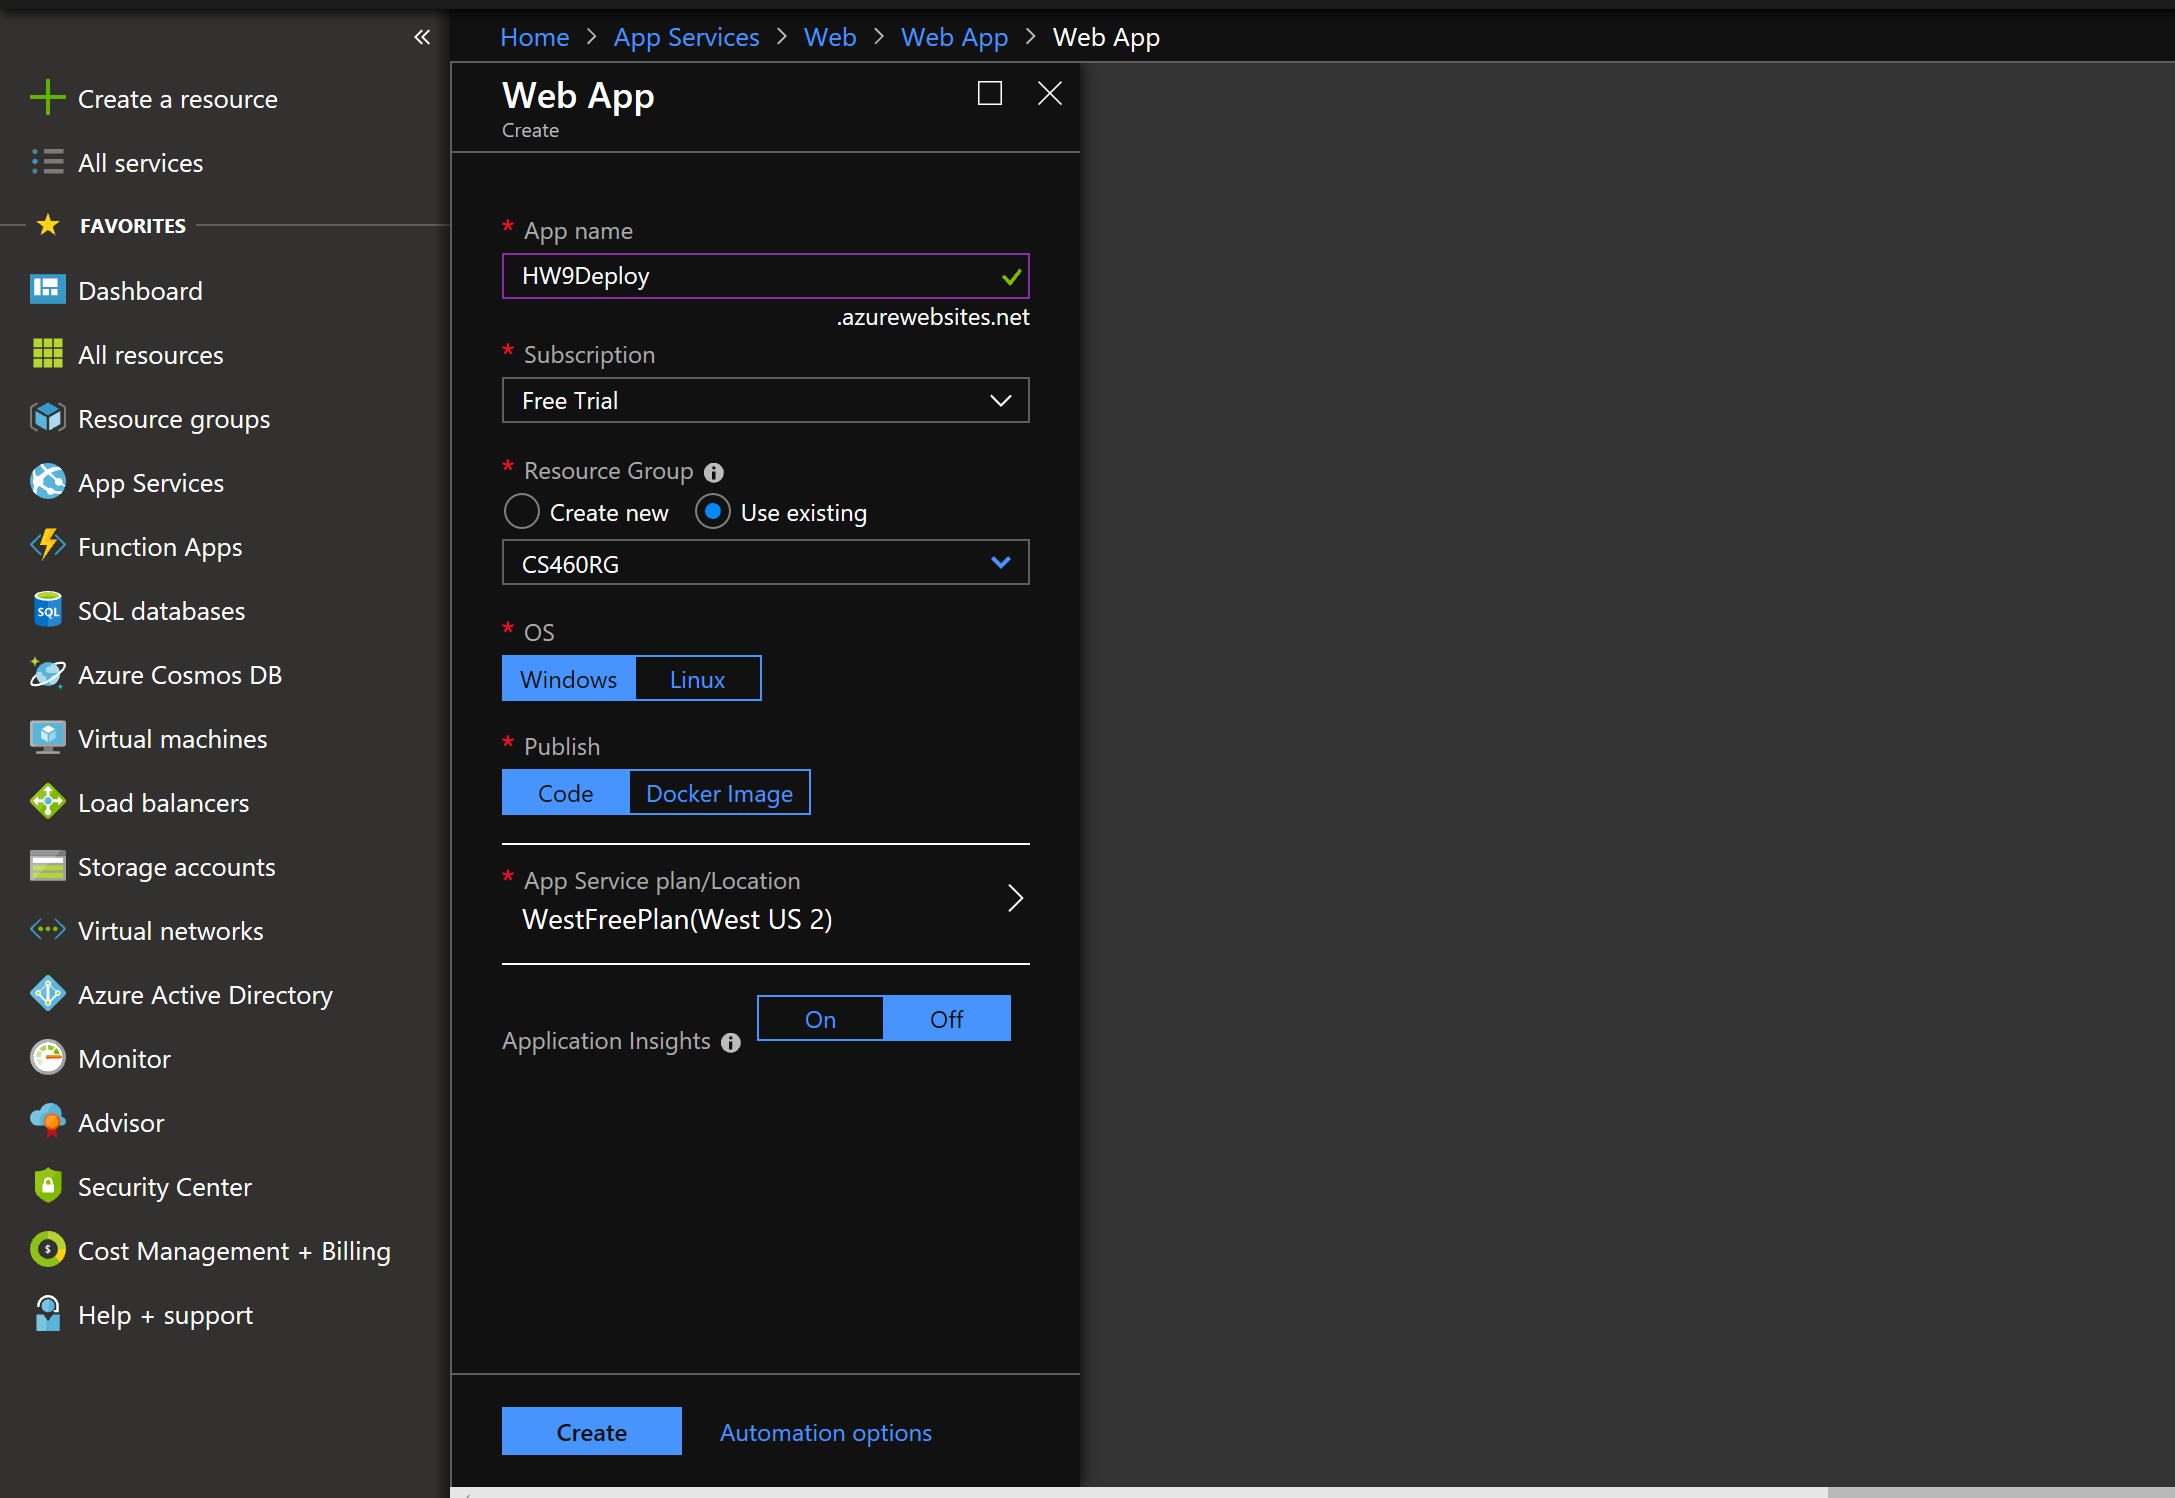 Home > App Services > Web > Web App > Web App
Create a resource
All services
FAVORITES
Dashboard
All resources
Resource groups
App Services
Function Apps
SQL
SQL databases
Azure Cosmos DB
Virtual machines
Load balancers
Storage accounts
Virtual networks
Azure Active Directory
Monitor
Advisor
Security Center
$
Cost Management + Billing
Help + support
Web App
Create
* App name
HW9Deploy
.azurewebsites.net
* Subscription
Free Trial
* Resource Group
Create new Use existing
CS460RG
* OS
Windows Linux
* Publish
Code Docker Image
* App Service plan/Location
WestFreePlan(West US 2)
Application Insights On Off
Create Automation options